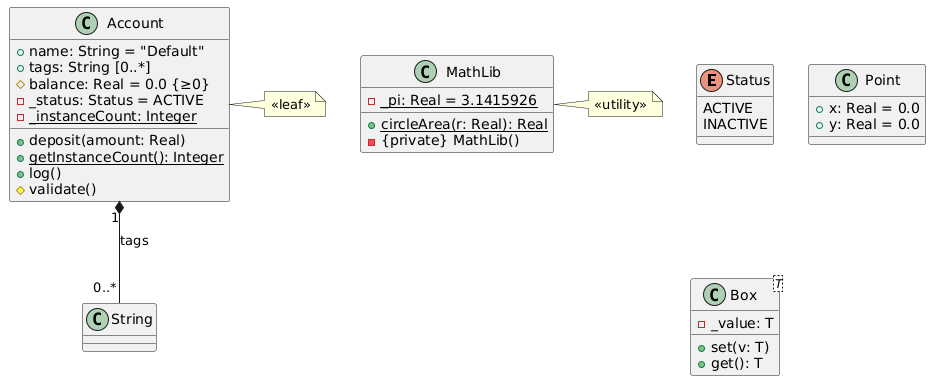 C Account
name: String = "Default"
tags: String [0..*]
balance: Real = 0.0 {≥0}
_status: Status = ACTIVE
_instanceCount: Integer
deposit(amount: Real)
getInstanceCount(): Integer
log()
validate()
«leaf»
C MathLib
_pi: Real = 3.1415926
circleArea(r: Real): Real
{private} MathLib()
«utility»
E Status
ACTIVE
INACTIVE
C Point
x: Real = 0.0
y: Real = 0.0
1
tags
0..*
C String
C Box
T
_value: T
set(v: T)
get(): T